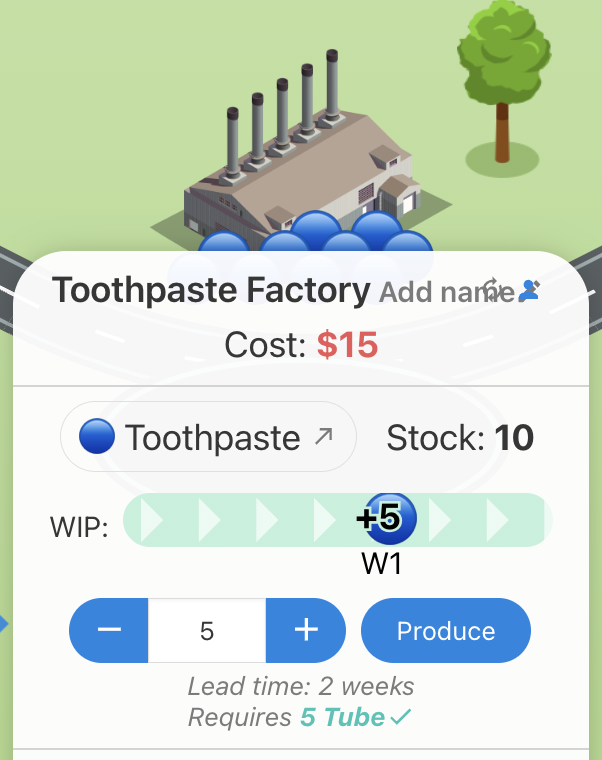 Toothpaste Factory Add name
Cost: $15
Toothpaste ↗ Stock: 10
WIP: +5
W1
− 5 + Produce
Lead time: 2 weeks
Requires 5 Tube ✓